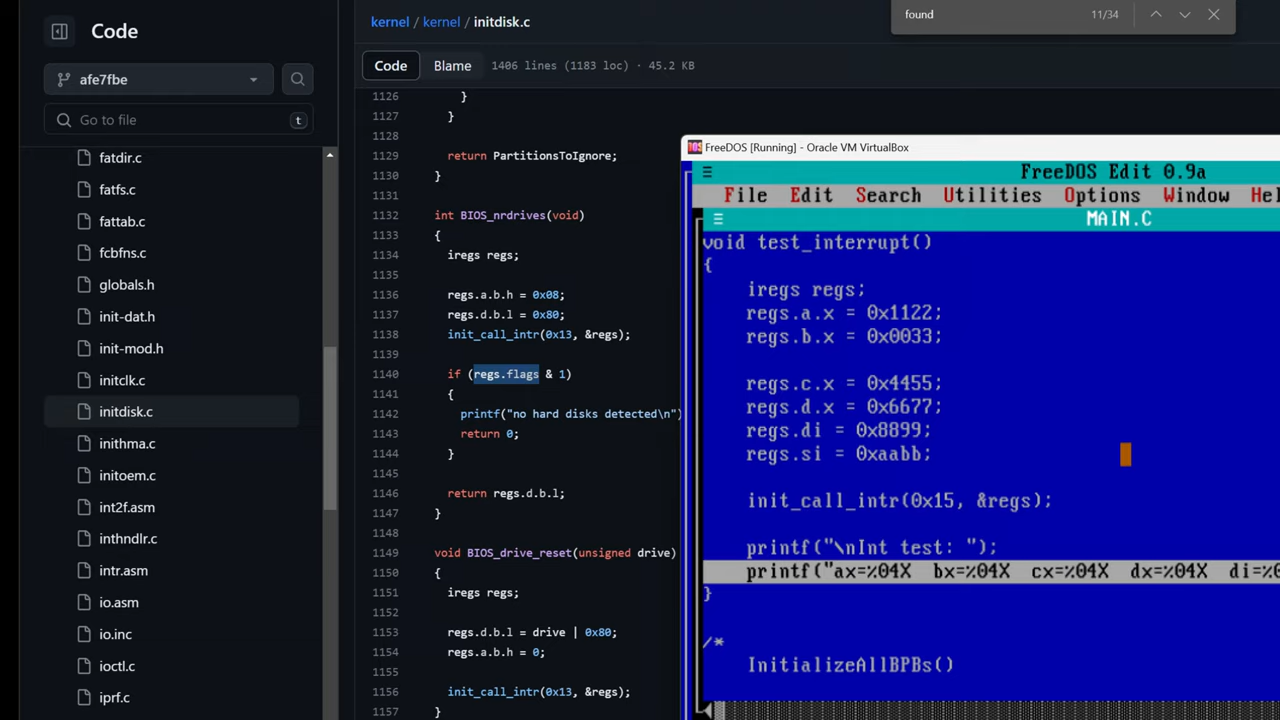 Code
afe7fbe
Go to file
t
fatdir.c
fatfs.c
fattab.c
fcbfns.c
globals.h
init-dat.h
init-mod.h
initclk.c
initdisk.c
inithma.c
initoem.c
int2f.asm
inthndlr.c
intr.asm
io.asm
io.inc
ioctl.c
iprf.c
kernel / kernel / initdisk.c
found 11/34
Code Blame 1406 lines (1183 loc) · 45.2 KB
1126 }
1127 }
1128
1129 return PartitionsToIgnore;
1130 }
1131
1132 int BIOS_nrdrives(void)
1133 {
1134 iregs regs;
1135
1136 regs.a.b.h = 0x08;
1137 regs.d.b.l = 0x80;
1138 init_call_intr(0x13, &regs);
1139
1140 if (regs.flags & 1)
1141 {
1142 printf("no hard disks detected\n")
1143 return 0;
1144 }
1145
1146 return regs.d.b.l;
1147 }
1148
1149 void BIOS_drive_reset(unsigned drive)
1150 {
1151 iregs regs;
1152
1153 regs.d.b.l = drive | 0x80;
1154 regs.a.b.h = 0;
1155
1156 init_call_intr(0x13, &regs);
1157 }
FreeDOS [Running] - Oracle VM VirtualBox
FreeDOS Edit 0.9a
File Edit Search Utilities Options Window Hel
MAIN.C
void test_interrupt()
{
iregs regs;
regs.a.x = 0x1122;
regs.b.x = 0x0033;
regs.c.x = 0x4455;
regs.d.x = 0x6677;
regs.di = 0x8899;
regs.si = 0xaabb;
init_call_intr(0x15, &regs);
printf("\nInt test: ");
printf("ax=%04X bx=%04X cx=%04X dx=%04X di=%0
}
/*
InitializeAllBPBs()